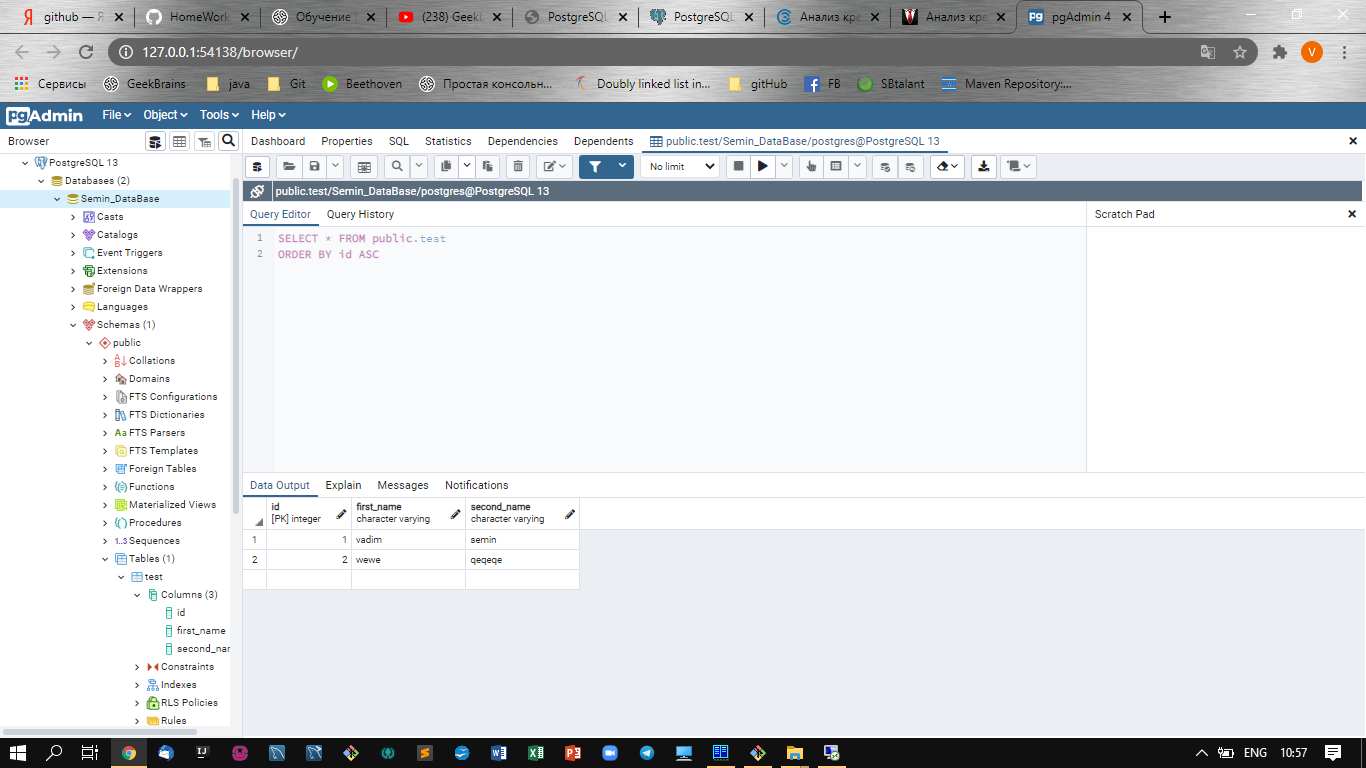 github — Я
HomeWork
Обучение
(238) GeekI
PostgreSQL
PostgreSQL
Анализ кре
Анализ кре
pgAdmin 4
127.0.0.1:54138/browser/
V
Сервисы
GeekBrains
java
Git
Beethoven
Простая консольн...
Doubly linked list in...
gitHub
FB
SBtalant
Maven Repository:...
pgAdmin
File
Object
Tools
Help
Browser
Dashboard
Properties
SQL
Statistics
Dependencies
Dependents
public.test/Semin_DataBase/postgres@PostgreSQL 13
No limit
public.test/Semin_DataBase/postgres@PostgreSQL 13
PostgreSQL 13
Databases (2)
Semin_DataBase
Casts
Catalogs
Event Triggers
Extensions
Foreign Data Wrappers
Languages
Schemas (1)
public
Collations
Domains
FTS Configurations
FTS Dictionaries
FTS Parsers
FTS Templates
Foreign Tables
Functions
Materialized Views
Procedures
Sequences
Tables (1)
test
Columns (3)
id
first_name
second_nar
Constraints
Indexes
RLS Policies
Rules
Query Editor
Query History
Scratch Pad
1 SELECT * FROM public.test
2 ORDER BY id ASC
Data Output
Explain
Messages
Notifications
id
[PK] integer
first_name
character varying
second_name
character varying
1 1 vadim semin
2 2 wewe qeqeqe
ENG
10:57